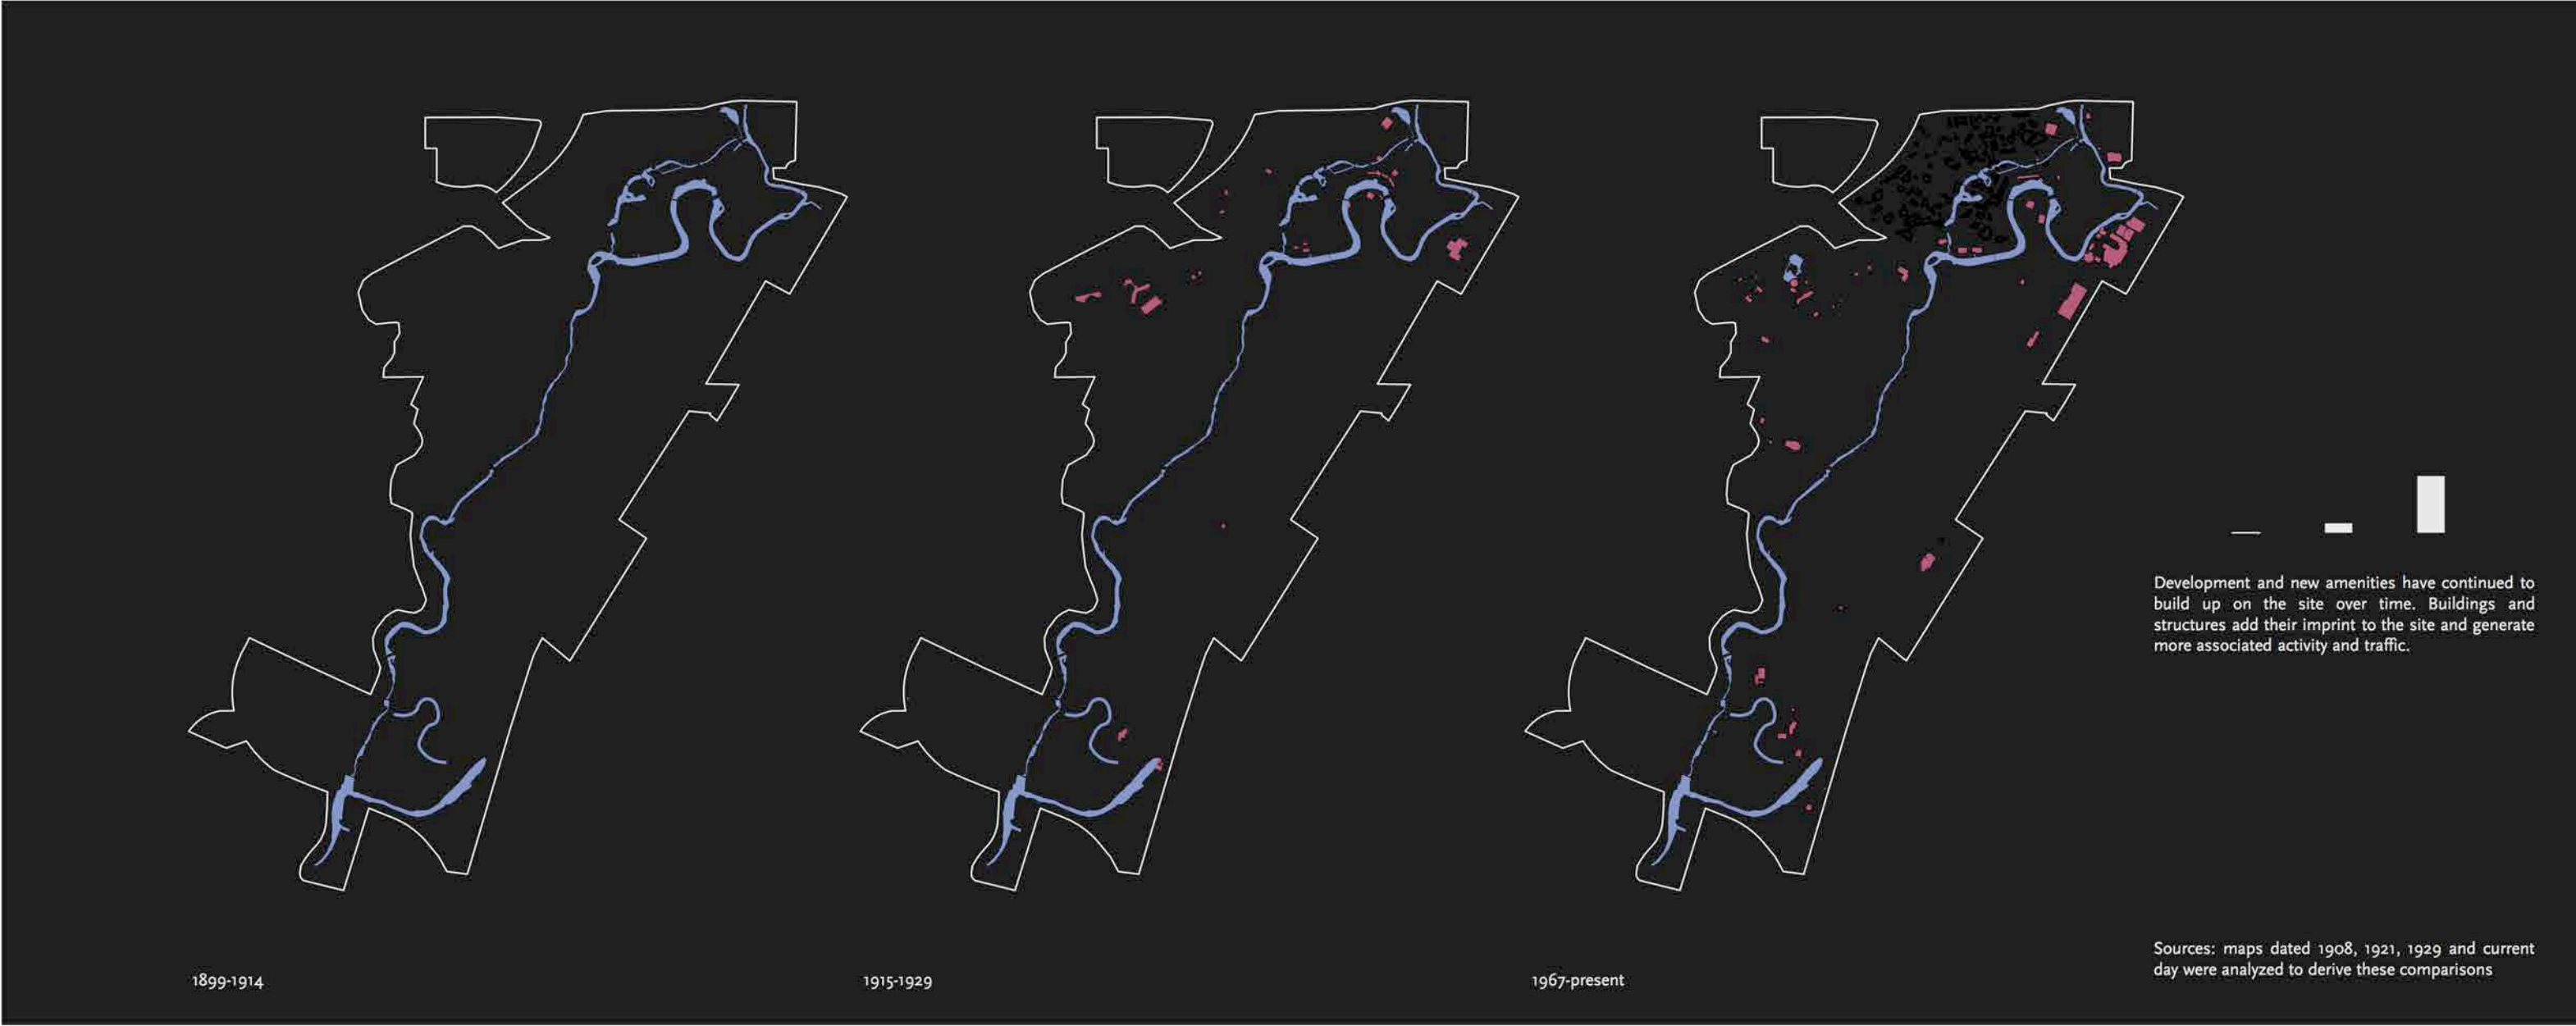 Development and new amenities have continued to
build up on the site over time. Buildings and
structures add their imprint to the site and generate
more associated activity and traffic.
Sources: maps dated 1908, 1921, 1929 and current
day were analyzed to derive these comparisons
1899-1914
1915-1929
1967-present